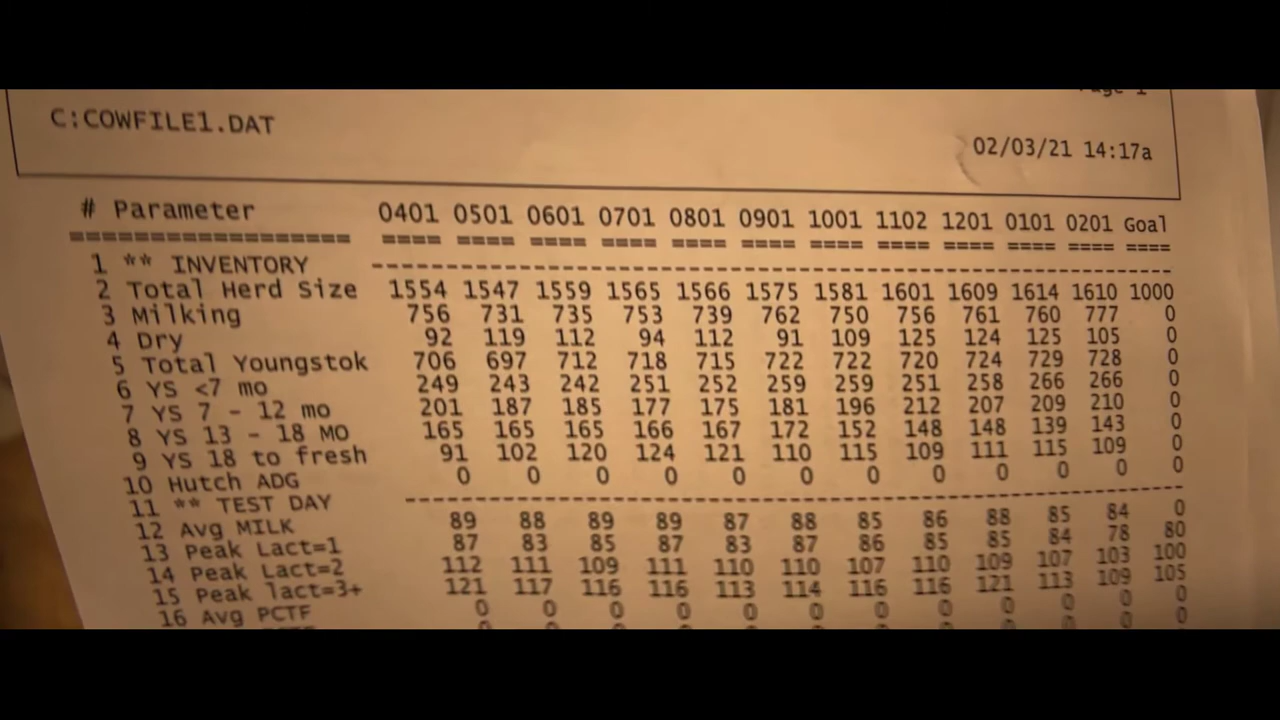 Page 1
C:COWFILE1.DAT
02/03/21 14:17a
# Parameter 0401 0501 0601 0701 0801 0901 1001 1102 1201 0101 0201 Goal
================= ==== ==== ==== ==== ==== ==== ==== ==== ==== ==== ==== ====
1 ** INVENTORY ------------------------------------------------------------
2 Total Herd Size 1554 1547 1559 1565 1566 1575 1581 1601 1609 1614 1610 1000
3 Milking 756 731 735 753 739 762 750 756 761 760 777 0
4 Dry 92 119 112 94 112 91 109 125 124 125 105 0
5 Total Youngstok 706 697 712 718 715 722 722 720 724 729 728 0
6 YS <7 mo 249 243 242 251 252 259 259 251 258 266 266 0
7 YS 7 - 12 mo 201 187 185 177 175 181 196 212 207 209 210 0
8 YS 13 - 18 MO 165 165 165 166 167 172 152 148 148 139 143 0
9 YS 18 to fresh 91 102 120 124 121 110 115 109 111 115 109 0
10 Hutch ADG 0 0 0 0 0 0 0 0 0 0 0 0
11 ** TEST DAY ------------------------------------------------------------
12 Avg MILK 89 88 89 89 87 88 85 86 88 85 84 0
13 Peak Lact=1 87 83 85 87 83 87 86 85 85 84 78 80
14 Peak Lact=2 112 111 109 111 110 110 107 110 109 107 103 100
15 Peak lact=3+ 121 117 116 116 113 114 116 116 121 113 109 105
16 Avg PCTF 0 0 0 0 0 0 0 0 0 0 0 0